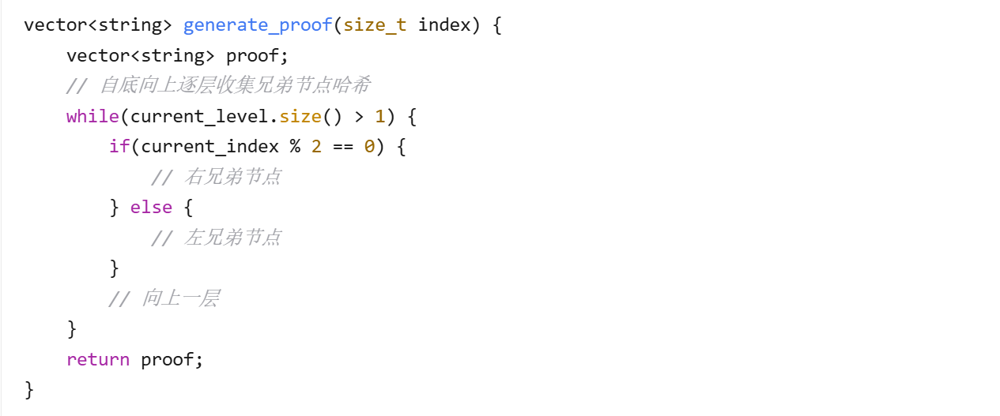 vector<string> generate_proof(size_t index) {
    vector<string> proof;
    // 自底向上逐层收集兄弟节点哈希
    while(current_level.size() > 1) {
        if(current_index % 2 == 0) {
            // 右兄弟节点
        } else {
            // 左兄弟节点
        }
        // 向上一层
    }
    return proof;
}